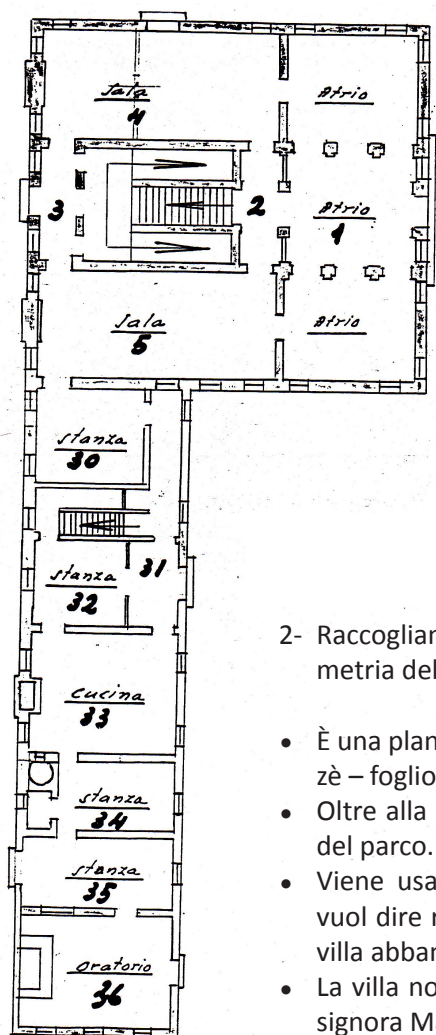 Sala
4
Atrio
3
2
Atrio
1
Sala
5
Atrio
stanza
30
31
stanza
32
cucina
33
stanza
34
stanza
35
oratorio
36
2- Raccoglian
metria del
• È una plan
zè – foglio
• Oltre alla
del parco.
• Viene usa
vuol dire r
villa abbar
• La villa no
signora M